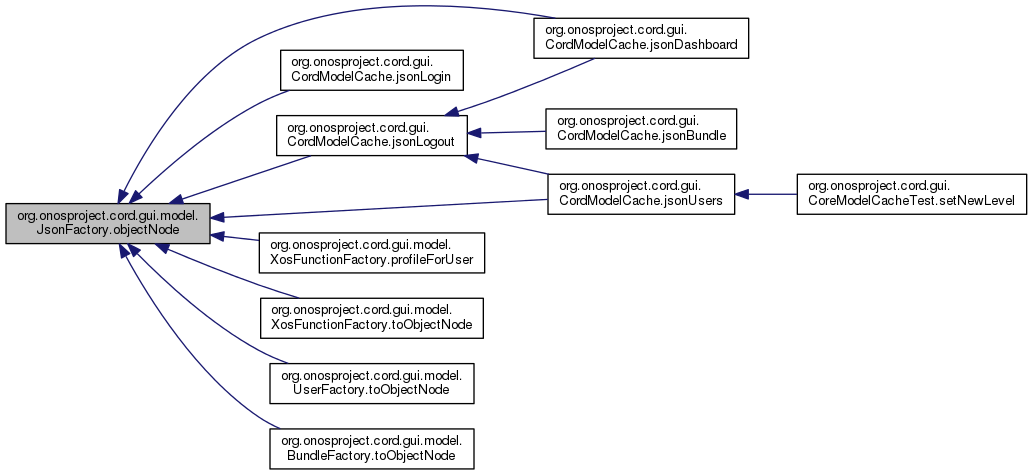 org.onosproject.cord.gui.
CordModelCache.jsonDashboard
org.onosproject.cord.gui.
CordModelCache.jsonLogin
org.onosproject.cord.gui.
CordModelCache.jsonLogout
org.onosproject.cord.gui.
CordModelCache.jsonBundle
org.onosproject.cord.gui.
CordModelCache.jsonUsers
org.onosproject.cord.gui.
CoreModelCacheTest.setNewLevel
org.onosproject.cord.gui.model.
JsonFactory.objectNode
org.onosproject.cord.gui.model.
XosFunctionFactory.profileForUser
org.onosproject.cord.gui.model.
XosFunctionFactory.toObjectNode
org.onosproject.cord.gui.model.
UserFactory.toObjectNode
org.onosproject.cord.gui.model.
BundleFactory.toObjectNode